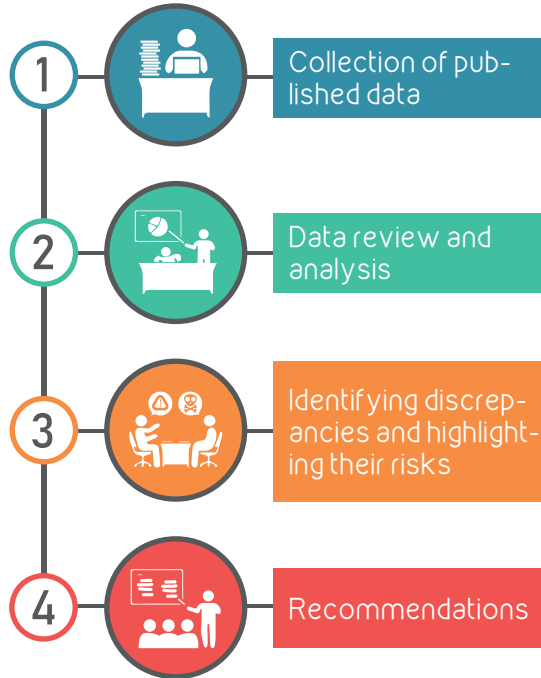 1
Collection of pub-
lished data
2
Data review and
analysis
3
Identifying discrep-
ancies and highlight-
ing their risks
4
Recommendations